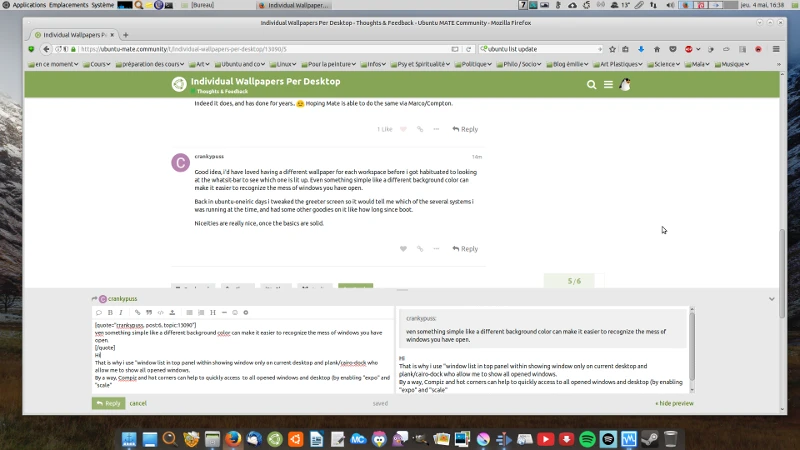 Applications Emplacements Système [Bureau] Individual Wallpapers Pe... 13° jeu. 4 mai, 16:38
Individual Wallpapers Per Desktop - Thoughts & Feedback - Ubuntu MATE Community - Mozilla Firefox
Individual Wallpapers P
https://ubuntu-mate.community/t/individual-wallpapers-per-desktop/13090/5 ubuntu list update
en ce moment Cours préparation des cours Art Ubuntu and co Linux Pour la peinture Infos Psy et Spiritualité Politique Philo / Socio Blog émilie Art Plastiques Science Maïa Musique
Individual Wallpapers Per Desktop
Thoughts & Feedback
Indeed it does, and has done for years.. Hoping Mate is able to do the same via Marco/Compton.
1 Like Reply
C crankypuss 14m
Good idea, i'd have loved having a different wallpaper for each workspace before i got habituated to looking
at the whatsit-bar to see which one is lit up. Even something simple like a different background color can
make it easier to recognize the mess of windows you have open.
Back in ubuntu-oneiric days i tweaked the greeter screen so it would tell me which of the several systems i
was running at the time, and had some other goodies on it like how long since boot.
Niceities are really nice, once the basics are solid.
Reply
5/6
crankypuss
[quote="crankypuss, post:5, topic:13090"]
ven something simple like a different background color can make it easier to recognize the mess of windows you have
open.
[/quote]
Hi
That is why i use "window list in top panel within showing window only on current desktop and plank/cairo-dock who
allow me to show all opened windows.
By a way, Compiz and hot corners can help to quickly access to all opened windows and desktop (by enabling "expo" and
"scale"
crankypuss:
ven something simple like a different background color can make it easier to recognize the mess of
windows you have open.
Hi
That is why i use "window list in top panel within showing window only on current desktop and
plank/cairo-dock who allow me to show all opened windows.
By a way, Compiz and hot corners can help to quickly access to all opened windows and desktop (by enabling
"expo" and "scale"
Reply cancel saved « hide preview